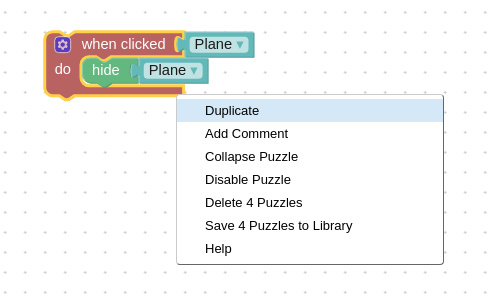 when clicked Plane
do hide Plane
Duplicate
Add Comment
Collapse Puzzle
Disable Puzzle
Delete 4 Puzzles
Save 4 Puzzles to Library
Help